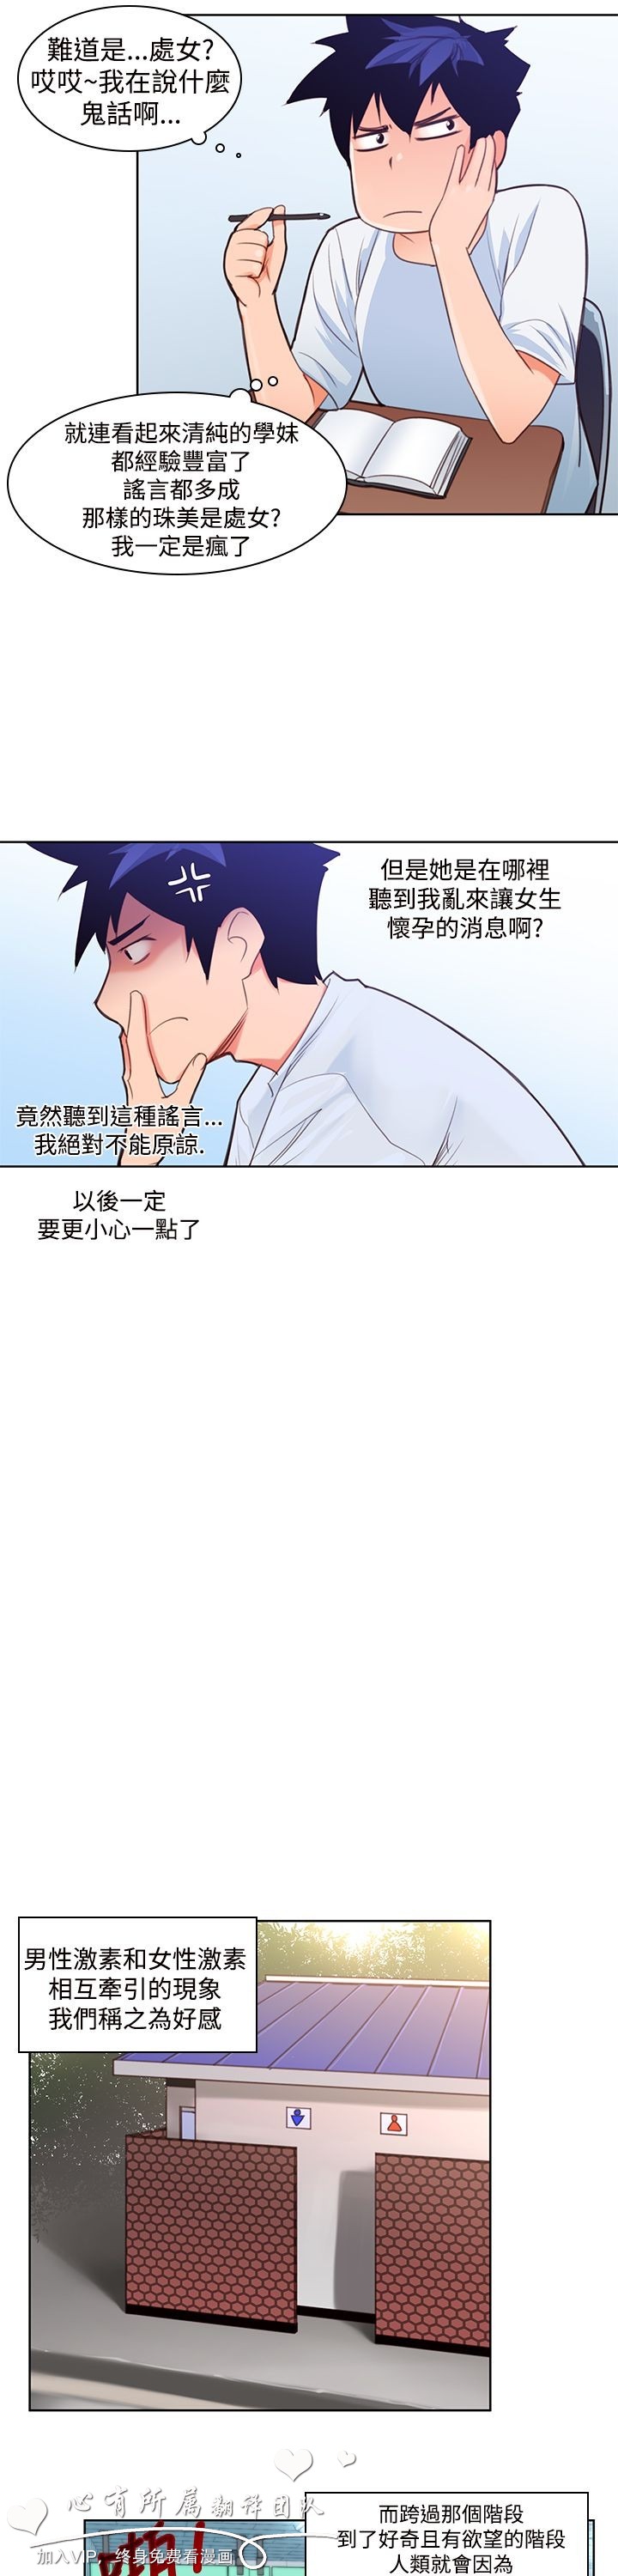 難道是...處女?
哎哎~我在說什麼
鬼話啊...
就連看起來清純的學妹
都經驗豐富了
謠言都多成
那樣的珠美是處女?
我一定是瘋了
但是她是在哪裡
聽到我亂來讓女生
懷孕的消息啊?
竟然聽到這種謠言...
我絕對不能原諒.
以後一定
要更小心一點了
男性激素和女性激素
相互牽引的現象
我們稱之為好感
心有所属翻译团队
加入VIP，终身免费看漫画
而跨過那個階段
到了好奇且有欲望的階段
人類就會因為